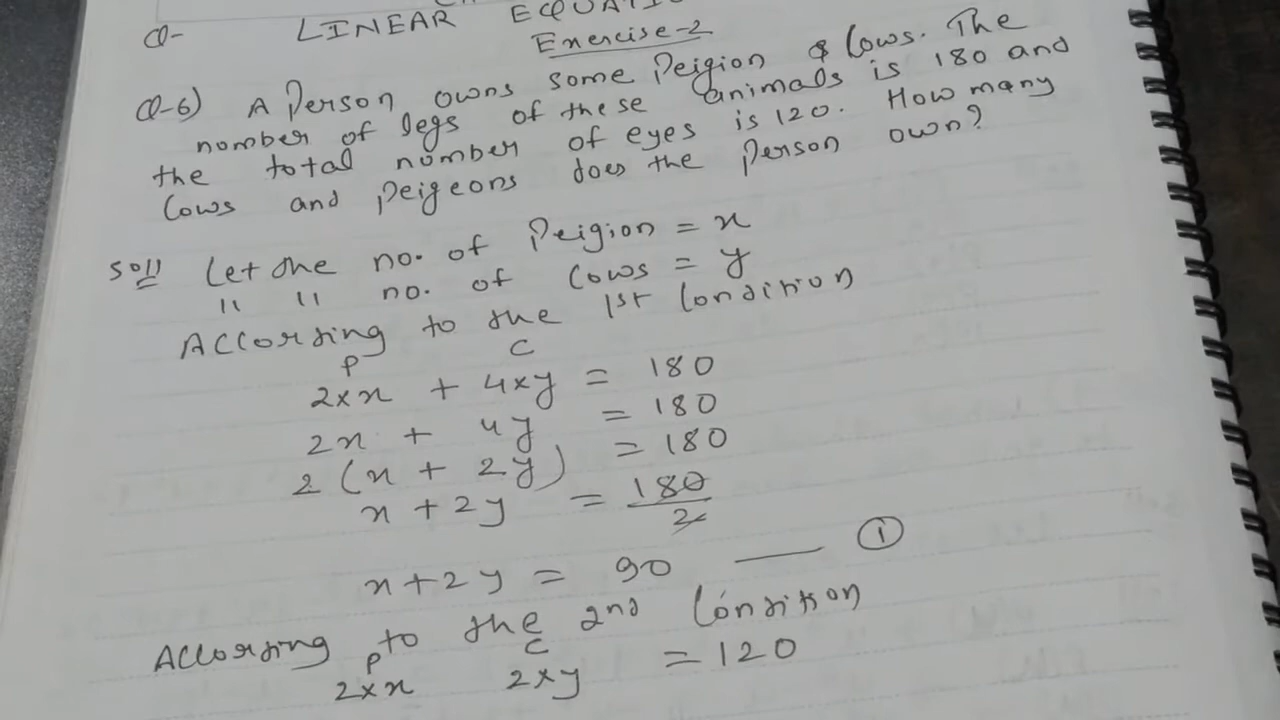 Q- LINEAR EQUATI
Exercise-2
Q-6) A Person owns some Peigion & Cows. The
number of legs of these animals is 180 and
the total number of eyes is 120. How many
Cows and Peigeons does the Person own?
Solⁿ Let the no. of Peigion = x
" " no. of Cows = y
According to the 1st Condition
P C
2×x + 4×y = 180
2x + 4y = 180
2(x + 2y) = 180
x + 2y = 180/2
x + 2y = 90 —— ①
According to the 2nd Condition
P C
2×x 2×y = 120